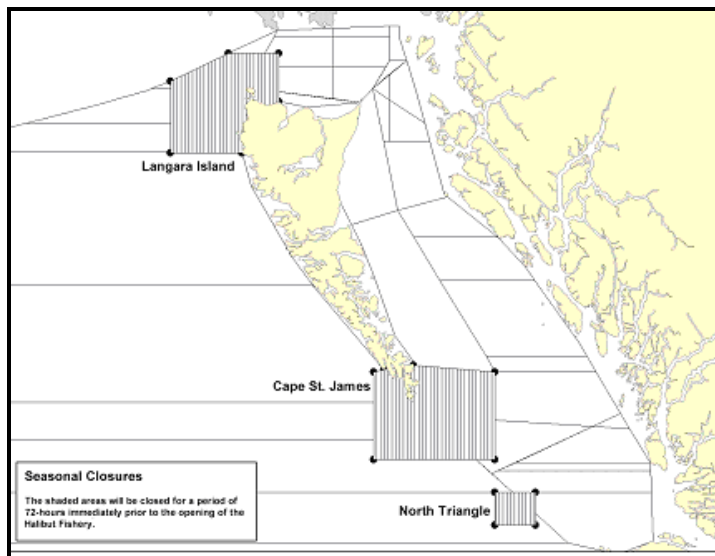 Langara Island
Cape St. James
Seasonal Closures
The shaded areas will be closed for a period of
72-hours immediately prior to the opening of the
Halibut Fishery.
North Triangle